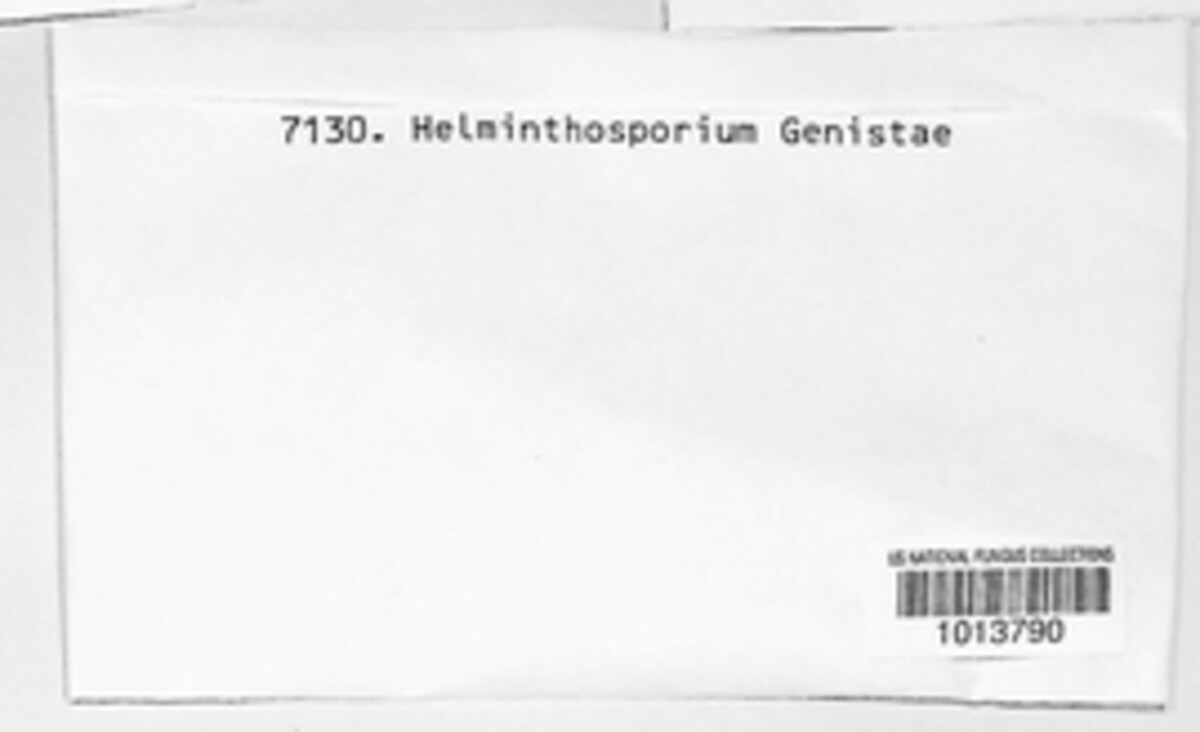 7130. Helminthosporium Genistae
US NATIONAL FUNGUS COLLECTIONS
1013790